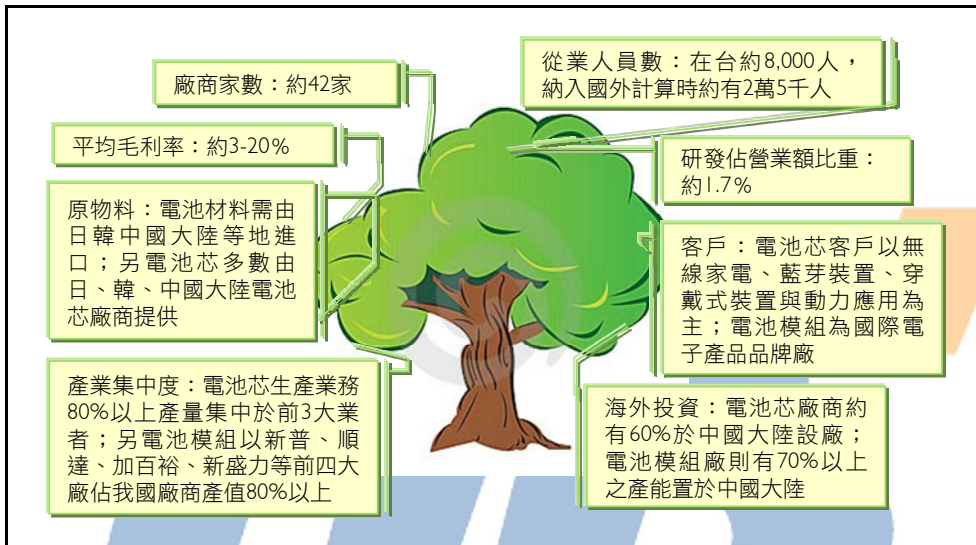 廠商家數：約42家
從業人員數：在台約8,000人，
納入國外計算時約有2萬5千人
平均毛利率：約3-20%
研發佔營業額比重：
約1.7%
原物料：電池材料需由
日韓中國大陸等地進
口；另電池芯多數由
日、韓、中國大陸電池
芯廠商提供
客戶：電池芯客戶以無
線家電、藍芽裝置、穿
戴式裝置與動力應用為
主；電池模組為國際電
子產品品牌廠
產業集中度：電池芯生產業務
80%以上產量集中於前3大業
者；另電池模組以新普、順
達、加百裕、新盛力等前四大
廠佔我國廠商產值80%以上
海外投資：電池芯廠商約
有60%於中國大陸設廠；
電池模組廠則有70%以上
之產能置於中國大陸